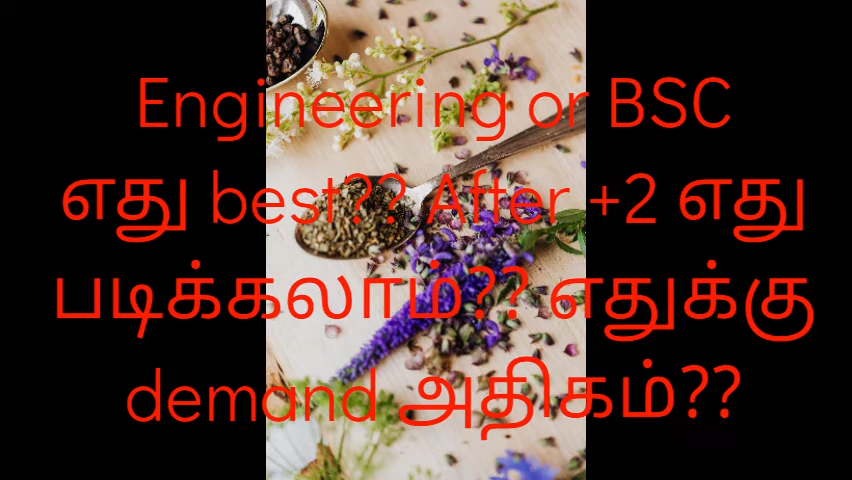 Engineering or BSC
எது best?? After +2 எது
படிக்கலாம்?? எதுக்கு
demand அதிகம்??